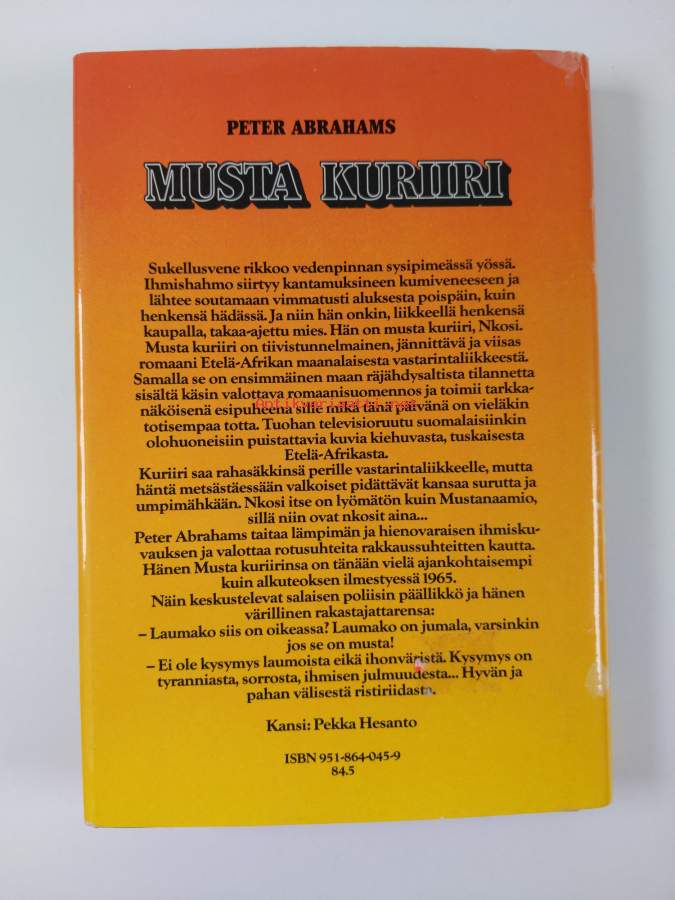 PETER ABRAHAMS
MUSTA KURIIRI
Sukellusvene rikkoo vedenpinnan sysipimeässä yössä.
Ihmishahmo siirtyy kantamuksineen kumiveneeseen ja
lähtee soutamaan vimmatusti aluksesta poispäin, kuin
henkensä hädässä. Ja niin hän onkin, liikkeellä henkensä
kaupalla, takaa-ajettu mies. Hän on musta kuriiri, Nkosi.
Musta kuriiri on tiivistunnelmainen, jännittävä ja viisas
romaani Etelä-Afrikan maanalaisesta vastarintaliikkeestä.
Samalla se on ensimmäinen maan räjähdysaltista tilannetta
sisältä käsin valottava romaanisuomennos ja toimii tarkka-
näköisenä esipuheena sille mikä tänä päivänä on vieläkin
Antikvariaatti.net
totisempaa totta. Tuohan televisioruutu suomalaisiinkin
olohuoneisiin puistattavia kuvia kiehuvasta, tuskaisesta
Etelä-Afrikasta.
Kuriiri saa rahasäkkinsä perille vastarintaliikkeelle, mutta
häntä metsästäessään valkoiset pidättävät kansaa surutta ja
umpimähkään. Nkosi itse on lyömätön kuin Mustanaamio,
sillä niin ovat nkosit aina...
Peter Abrahams taitaa lämpimän ja hienovaraisen ihmisku-
vauksen ja valottaa rotusuhteita rakkaussuhteitten kautta.
Hänen Musta kuriirinsa on tänään vielä ajankohtaisempi
kuin alkuteoksen ilmestyessä 1965.
Näin keskustelevat salaisen poliisin päällikkö ja hänen
värillinen rakastajattarensa:
– Laumako siis on oikeassa? Laumako on jumala, varsinkin
jos se on musta!
– Ei ole kysymys laumoista eikä ihonväristä. Kysymys on
tyranniasta, sorrosta, ihmisen julmuudesta... Hyvän ja
pahan välisestä ristiriidasta.
Kansi: Pekka Hesanto
ISBN 951-864-045-9
84.5